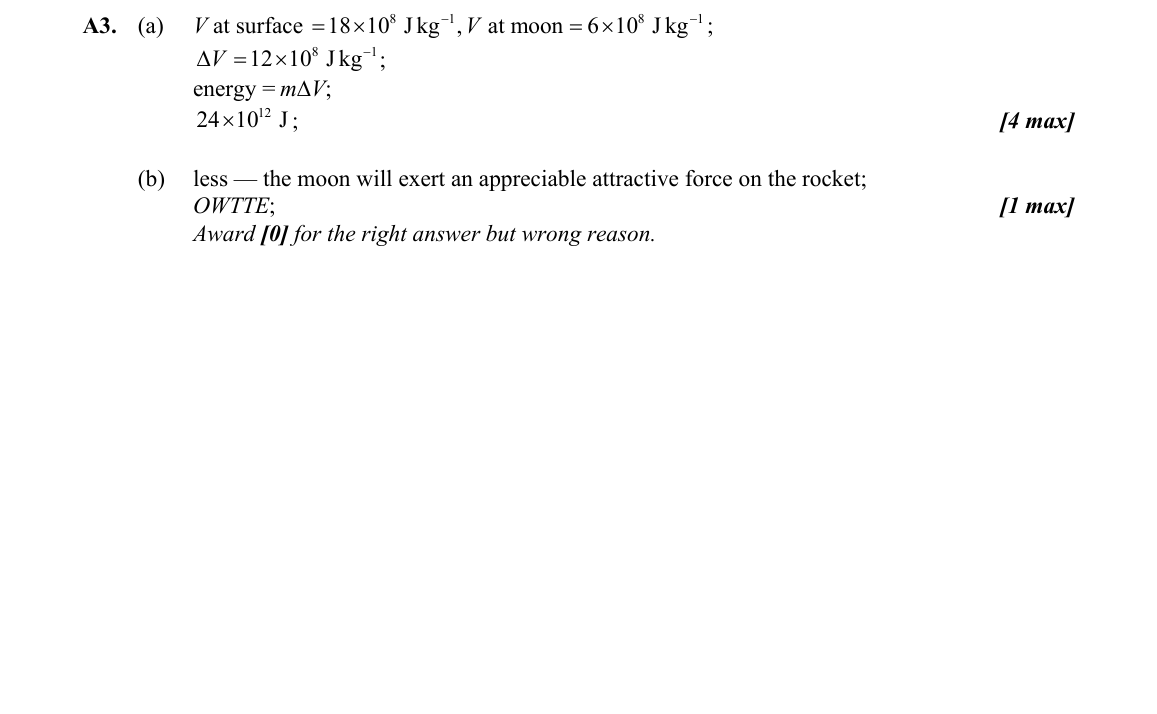 A3. (a) V at surface = 18×10⁸ J kg⁻¹, V at moon = 6×10⁸ J kg⁻¹;
ΔV = 12×10⁸ J kg⁻¹;
energy = mΔV;
24×10¹² J; [4 max]
(b) less — the moon will exert an appreciable attractive force on the rocket;
OWTTE; [1 max]
Award [0] for the right answer but wrong reason.